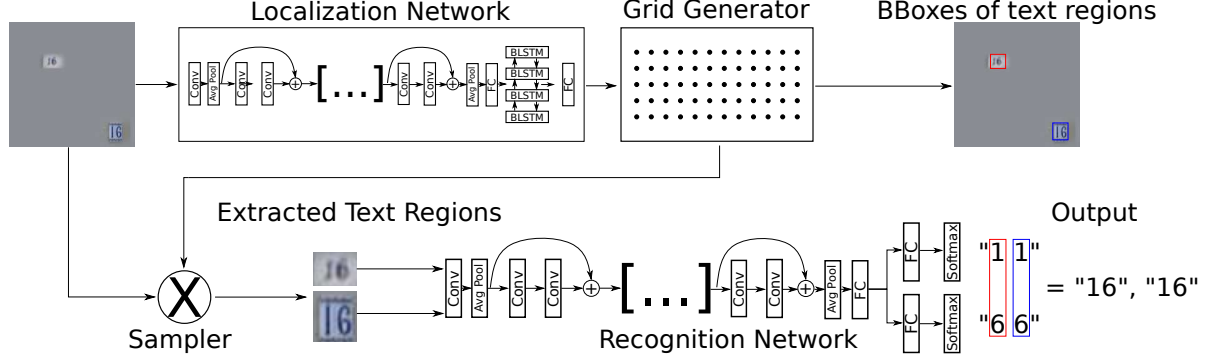 Localization Network
Grid Generator
BBoxes of text regions
16
16
Conv
Avg Pool
Conv
Conv
+
[...]
Conv
Conv
+
Avg Pool
FC
BLSTM
BLSTM
BLSTM
BLSTM
FC
16
16
Extracted Text Regions
Output
X
Sampler
16
16
Conv
Avg Pool
Conv
Conv
+
[...]
Conv
Conv
+
Avg Pool
FC
FC
Softmax
FC
Softmax
"1 1"
"6 6"
= "16", "16"
Recognition Network